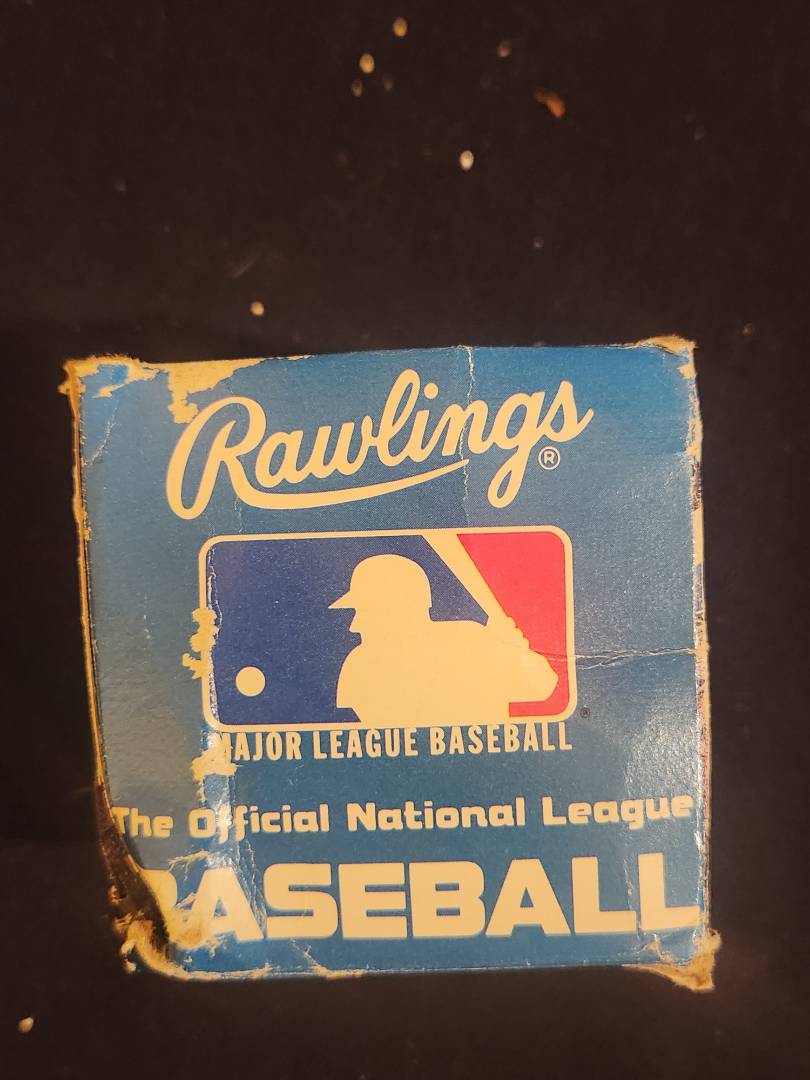 Rawlings®
MAJOR LEAGUE BASEBALL
The Official National League
BASEBALL